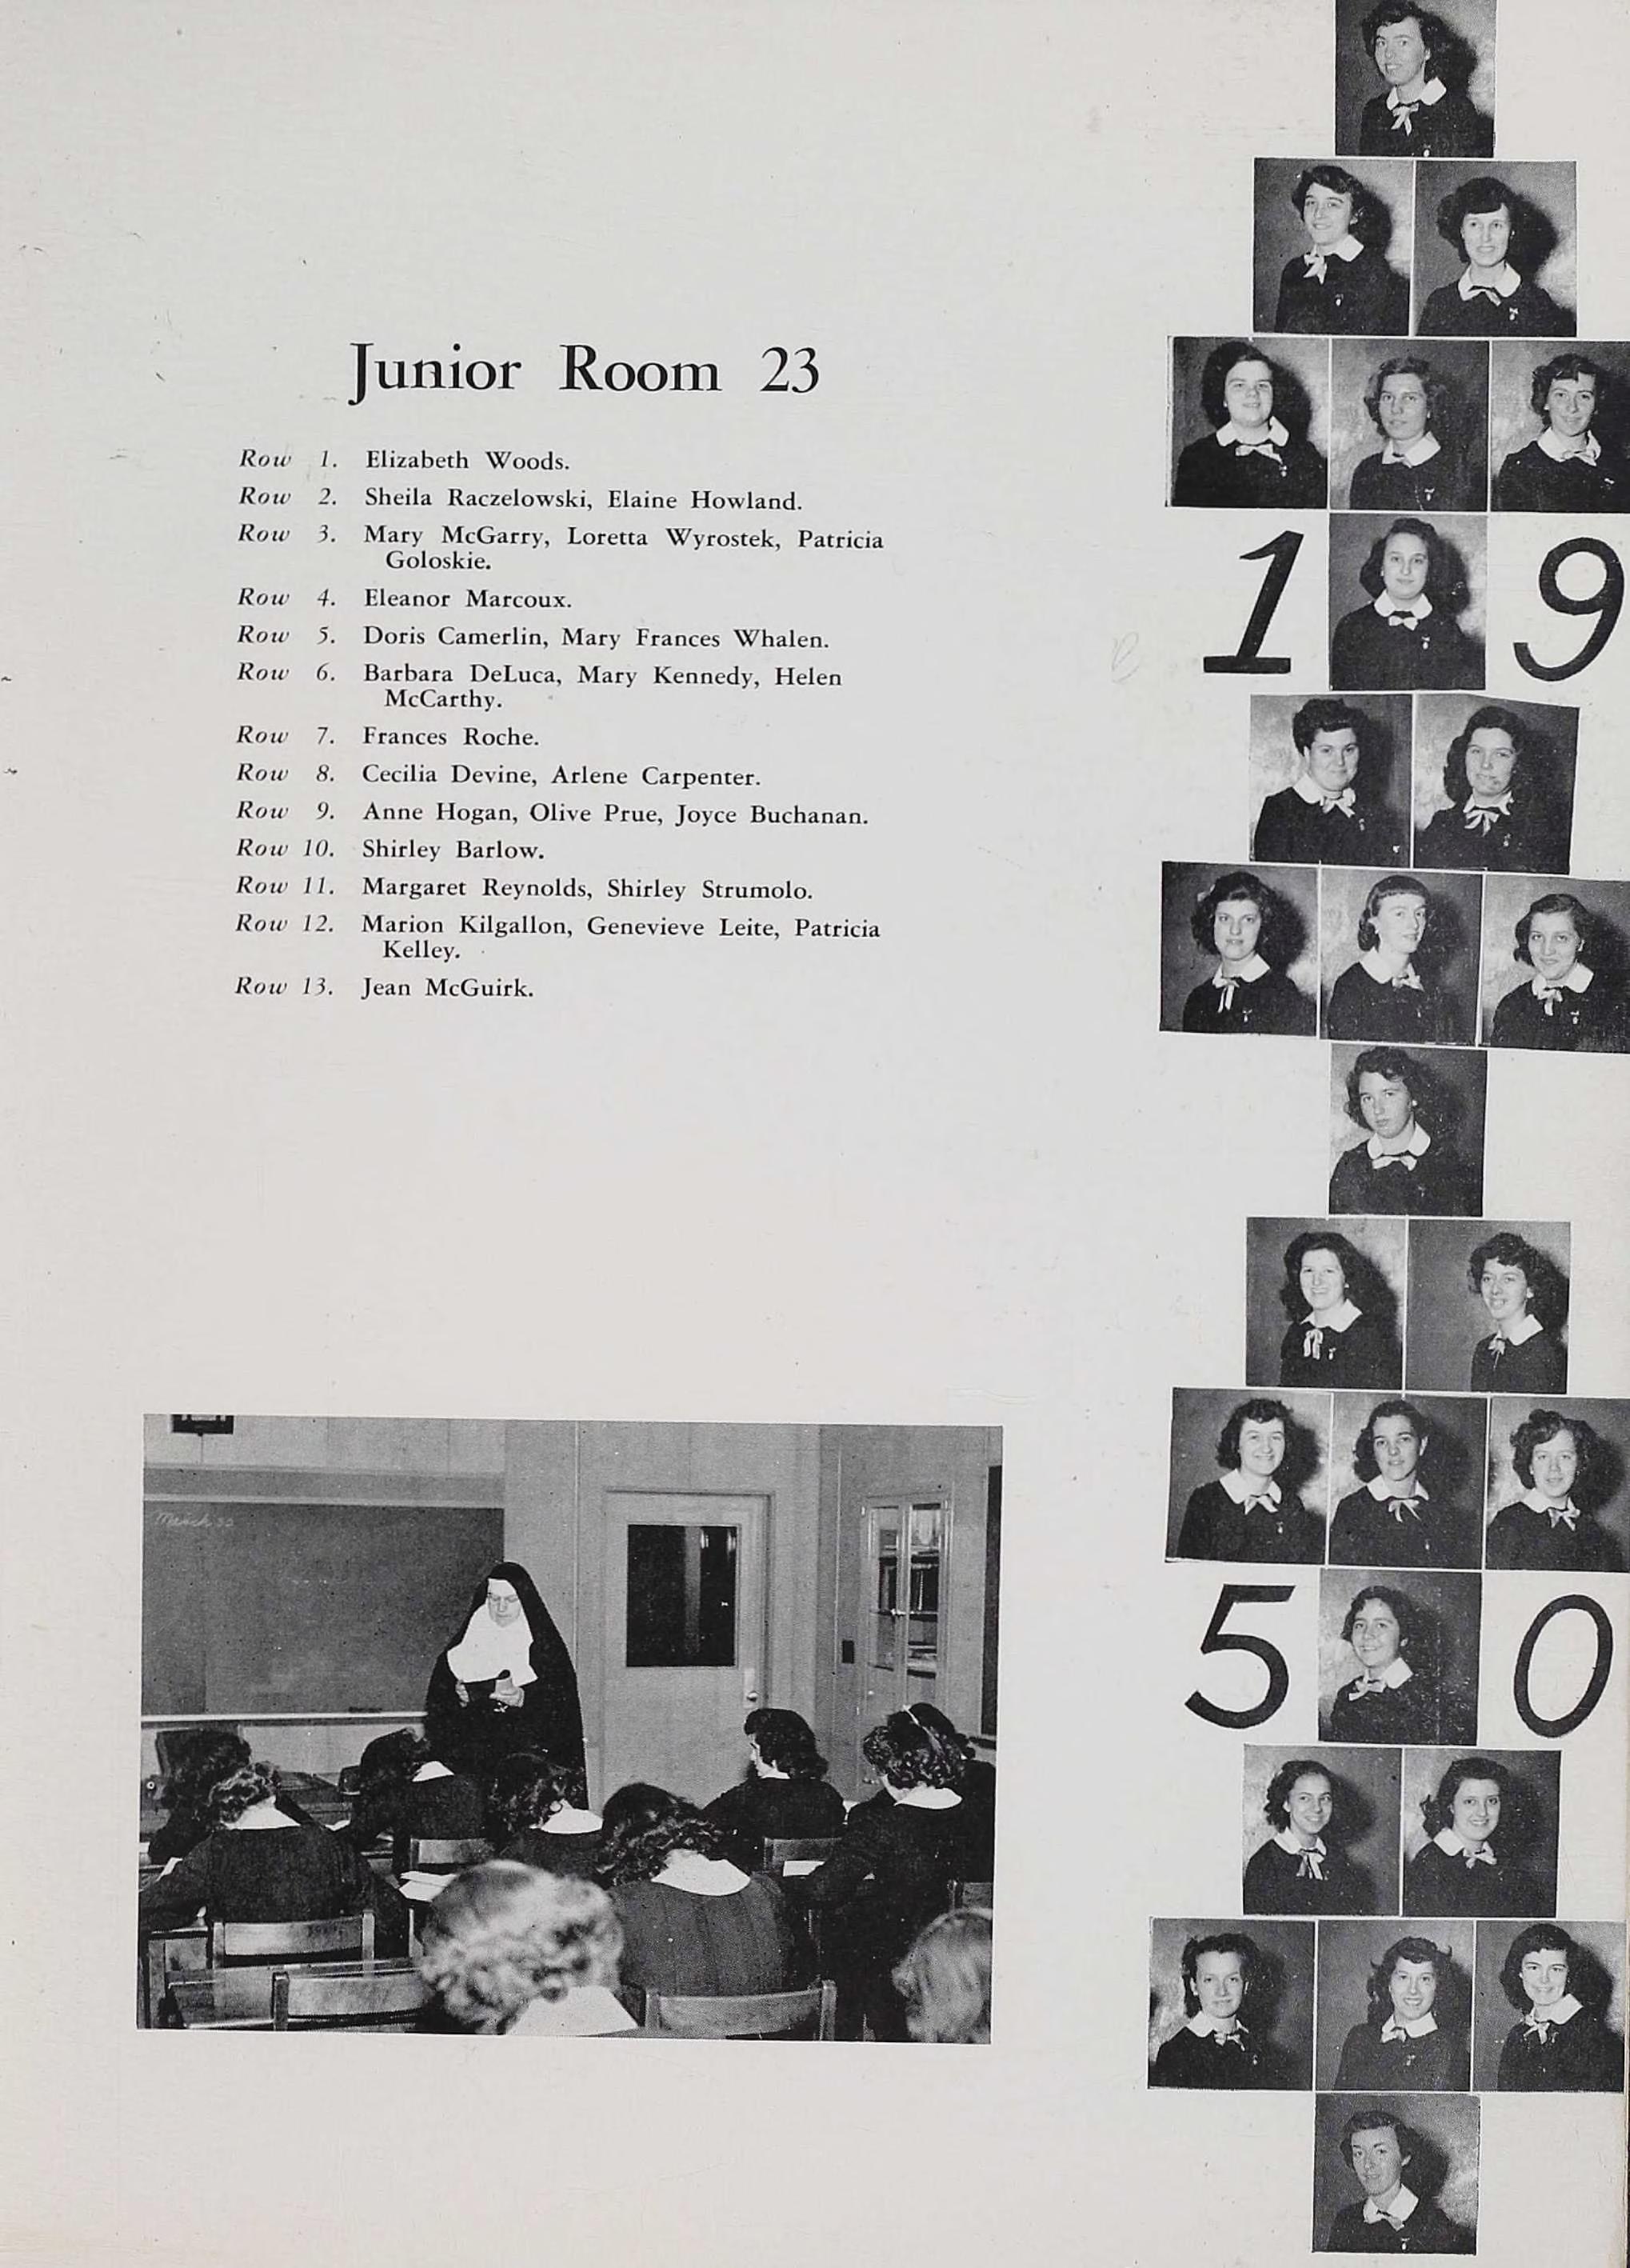 Junior Room 23
Row 1. Elizabeth Woods.
Row 2. Sheila Raczelowski, Elaine Howland.
Row 3. Mary McGarry, Loretta Wyrostek, Patricia
Goloskie.
Row 4. Eleanor Marcoux.
Row 5. Doris Camerlin, Mary Frances Whalen.
Row 6. Barbara DeLuca, Mary Kennedy, Helen
McCarthy.
Row 7. Frances Roche.
Row 8. Cecilia Devine, Arlene Carpenter.
Row 9. Anne Hogan, Olive Prue, Joyce Buchanan.
Row 10. Shirley Barlow.
Row 11. Margaret Reynolds, Shirley Strumolo.
Row 12. Marion Kilgallon, Genevieve Leite, Patricia
Kelley.
Row 13. Jean McGuirk.
March
1 9
5 0